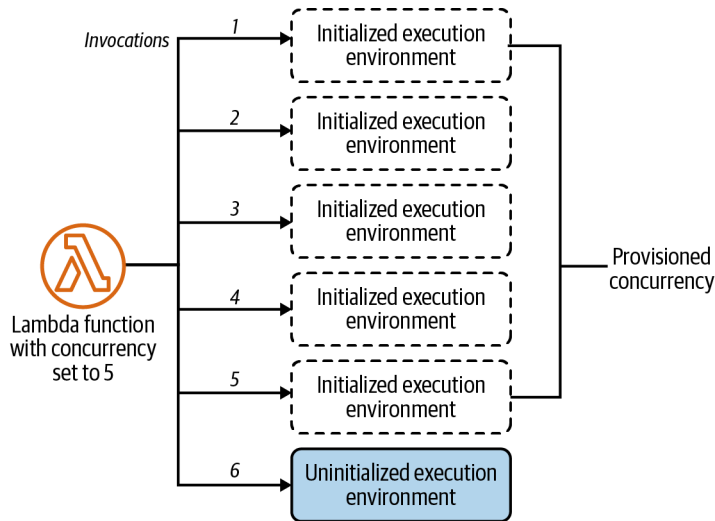 Invocations
1
Initialized execution
environment
2
Initialized execution
environment
3
Initialized execution
environment
4
Initialized execution
environment
5
Initialized execution
environment
6
Uninitialized execution
environment
Lambda function
with concurrency
set to 5
Provisioned
concurrency